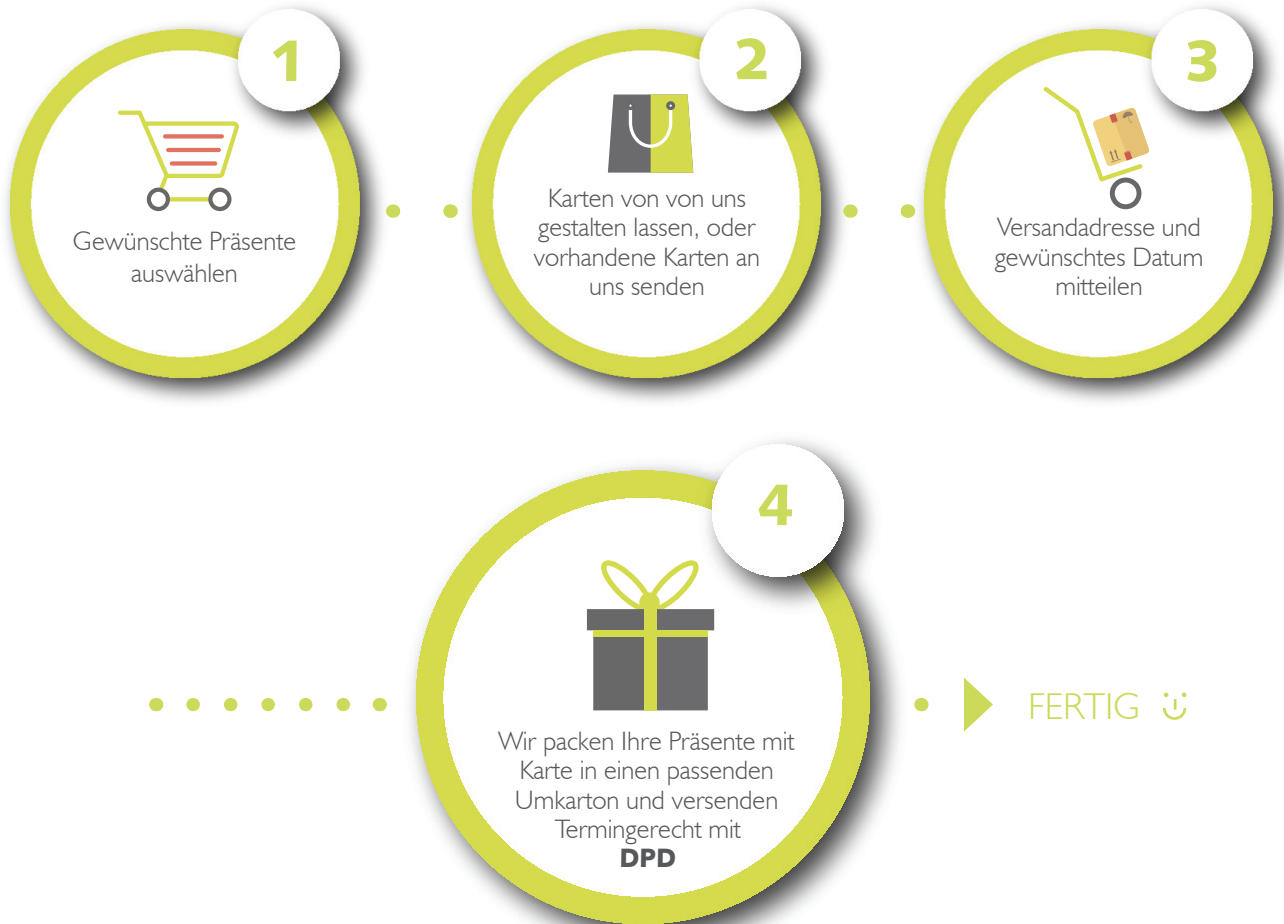 1
Gewünschte Präsente
auswählen
2
Karten von von uns
gestalten lassen, oder
vorhandene Karten an
uns senden
3
Versandadresse und
gewünschtes Datum
mitteilen
4
Wir packen Ihre Präsente mit
Karte in einen passenden
Umkarton und versenden
Termingerecht mit
DPD
FERTIG